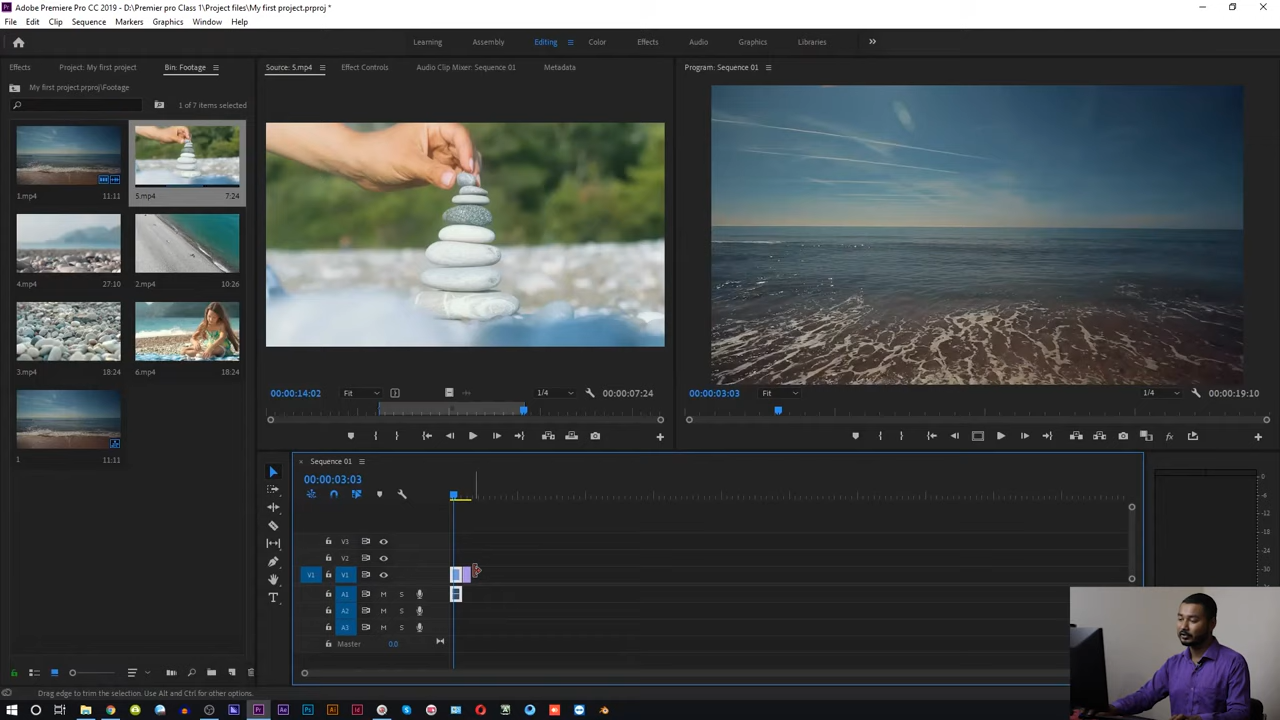 Adobe Premiere Pro CC 2019 - D:\Premier pro Class 1\Project files\My first project.prproj *
File Edit Clip Sequence Markers Graphics Window Help
Learning Assembly Editing Color Effects Audio Graphics Libraries
Effects Project: My first project Bin: Footage
My first project.prproj\Footage
1 of 7 items selected
1.mp4 11:11
5.mp4 7:24
4.mp4 27:10
2.mp4 10:26
3.mp4 18:24
6.mp4 18:24
1 11:11
Source: 5.mp4 Effect Controls Audio Clip Mixer: Sequence 01 Metadata
00:00:14:02 Fit 1/4 00:00:07:24
Program: Sequence 01
00:00:03:03 Fit 1/4 00:00:19:10
Sequence 01
00:00:03:03
V3
V2
V1 V1
A1 M S
A2 M S
A3 M S
Master 0.0
0
-6
-12
-18
-24
-30
Drag edge to trim the selection. Use Alt and Ctrl for other options.